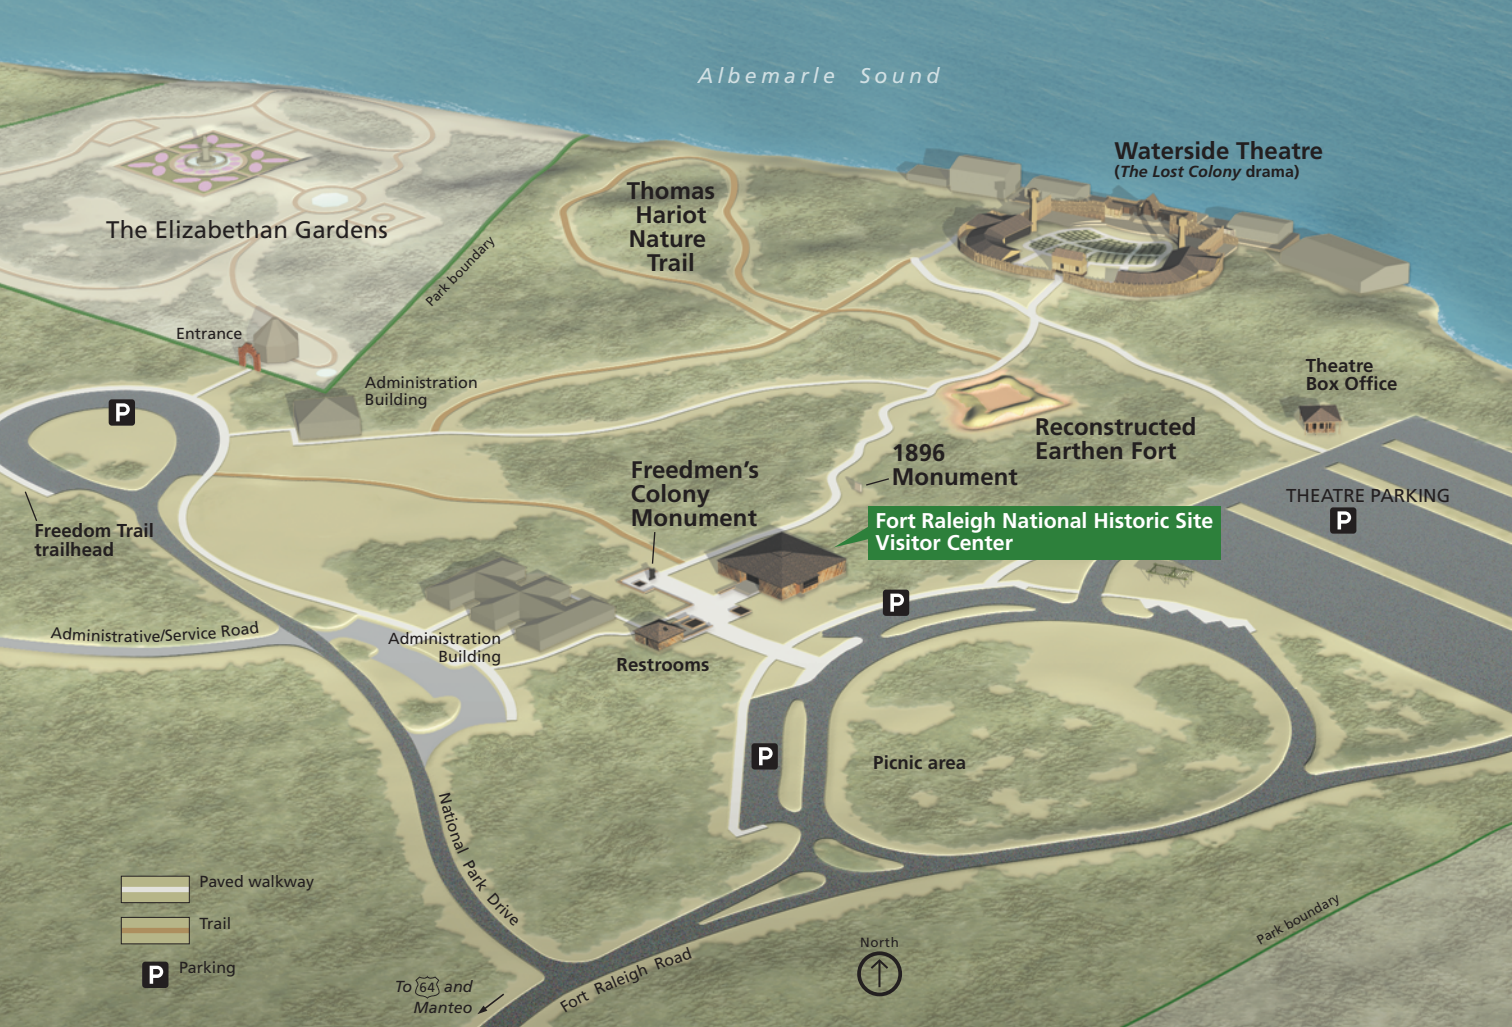 Albemarle Sound
Waterside Theatre
(The Lost Colony drama)
Thomas
Hariot
Nature
Trail
The Elizabethan Gardens
Park boundary
Entrance
Administration
Building
Theatre
Box Office
P
Reconstructed
Earthen Fort
1896
Monument
Freedmen's
Colony
Monument
THEATRE PARKING
P
Fort Raleigh National Historic Site
Visitor Center
Freedom Trail
trailhead
P
Administrative/Service Road
Administration
Building
Restrooms
P
Picnic area
National Park Drive
Paved walkway
Trail
P Parking
Park boundary
North
Fort Raleigh Road
To 64 and
Manteo